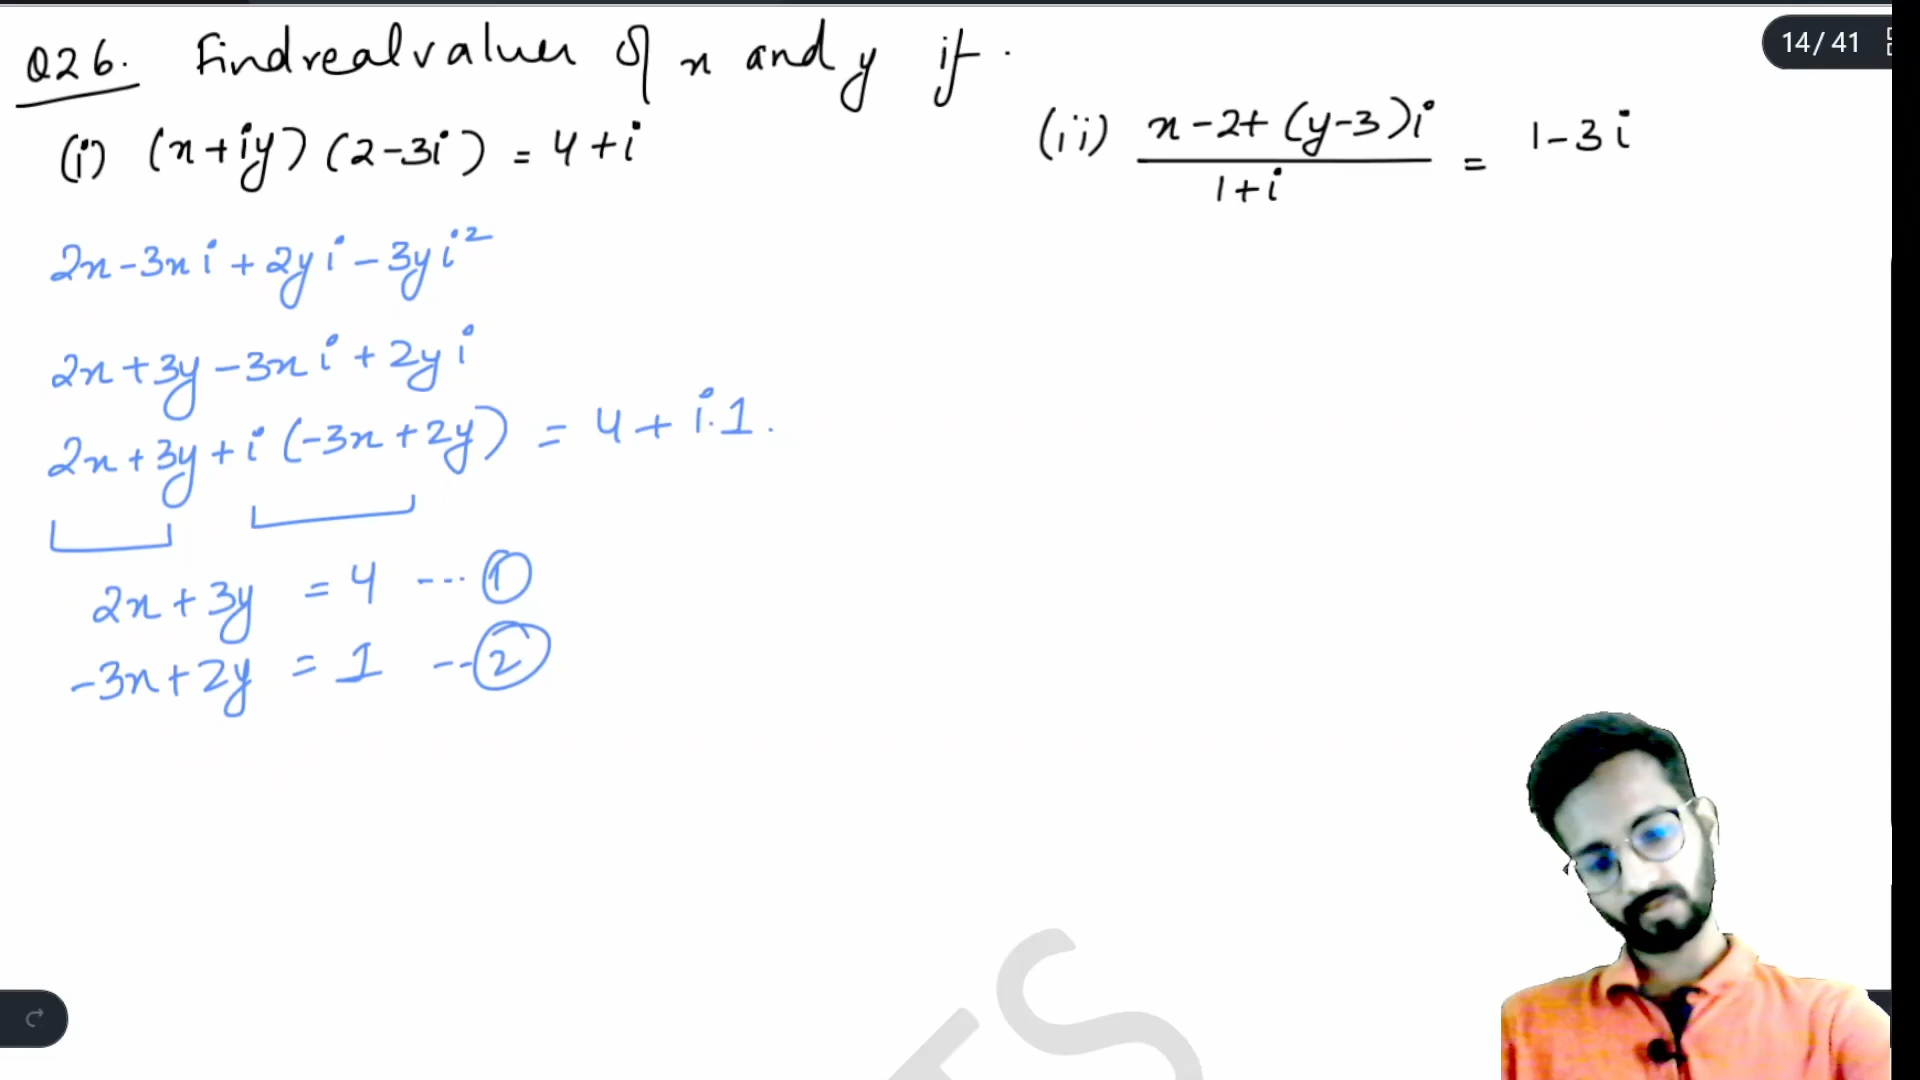 Q26. Find real values of x and y if.
(i) (x+iy) (2-3i) = 4+i
(ii) x-2+(y-3)i / 1+i = 1-3i
2x-3xi+2yi-3yi²
2x+3y-3xi+2yi
2x+3y+i(-3x+2y) = 4+i.1.
2x+3y = 4 --- ①
-3x+2y = 1 -- ②
14/41
TS